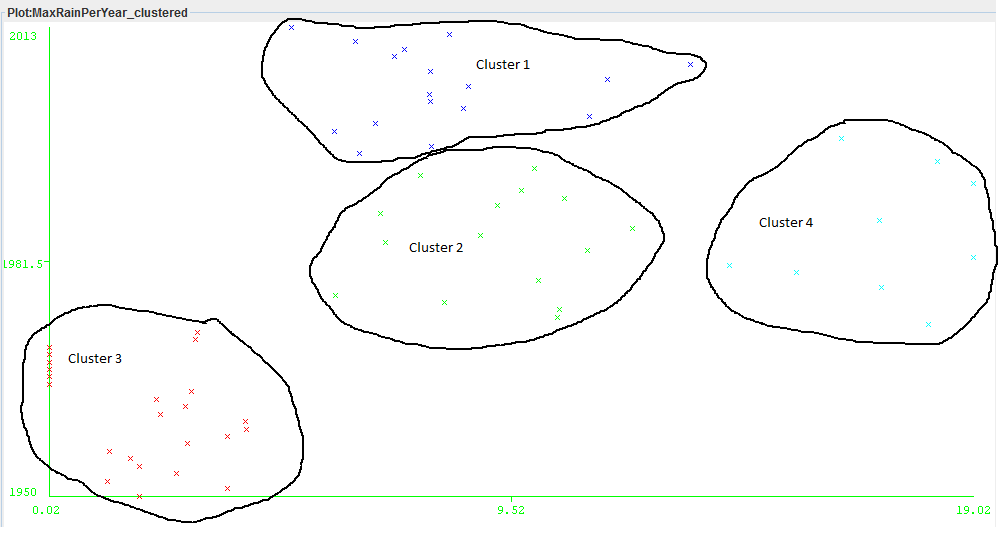 Plot:MaxRainPerYear_clustered
2013
Cluster 1
Cluster 4
Cluster 2
1981.5
Cluster 3
1950
0.02 9.52 19.02